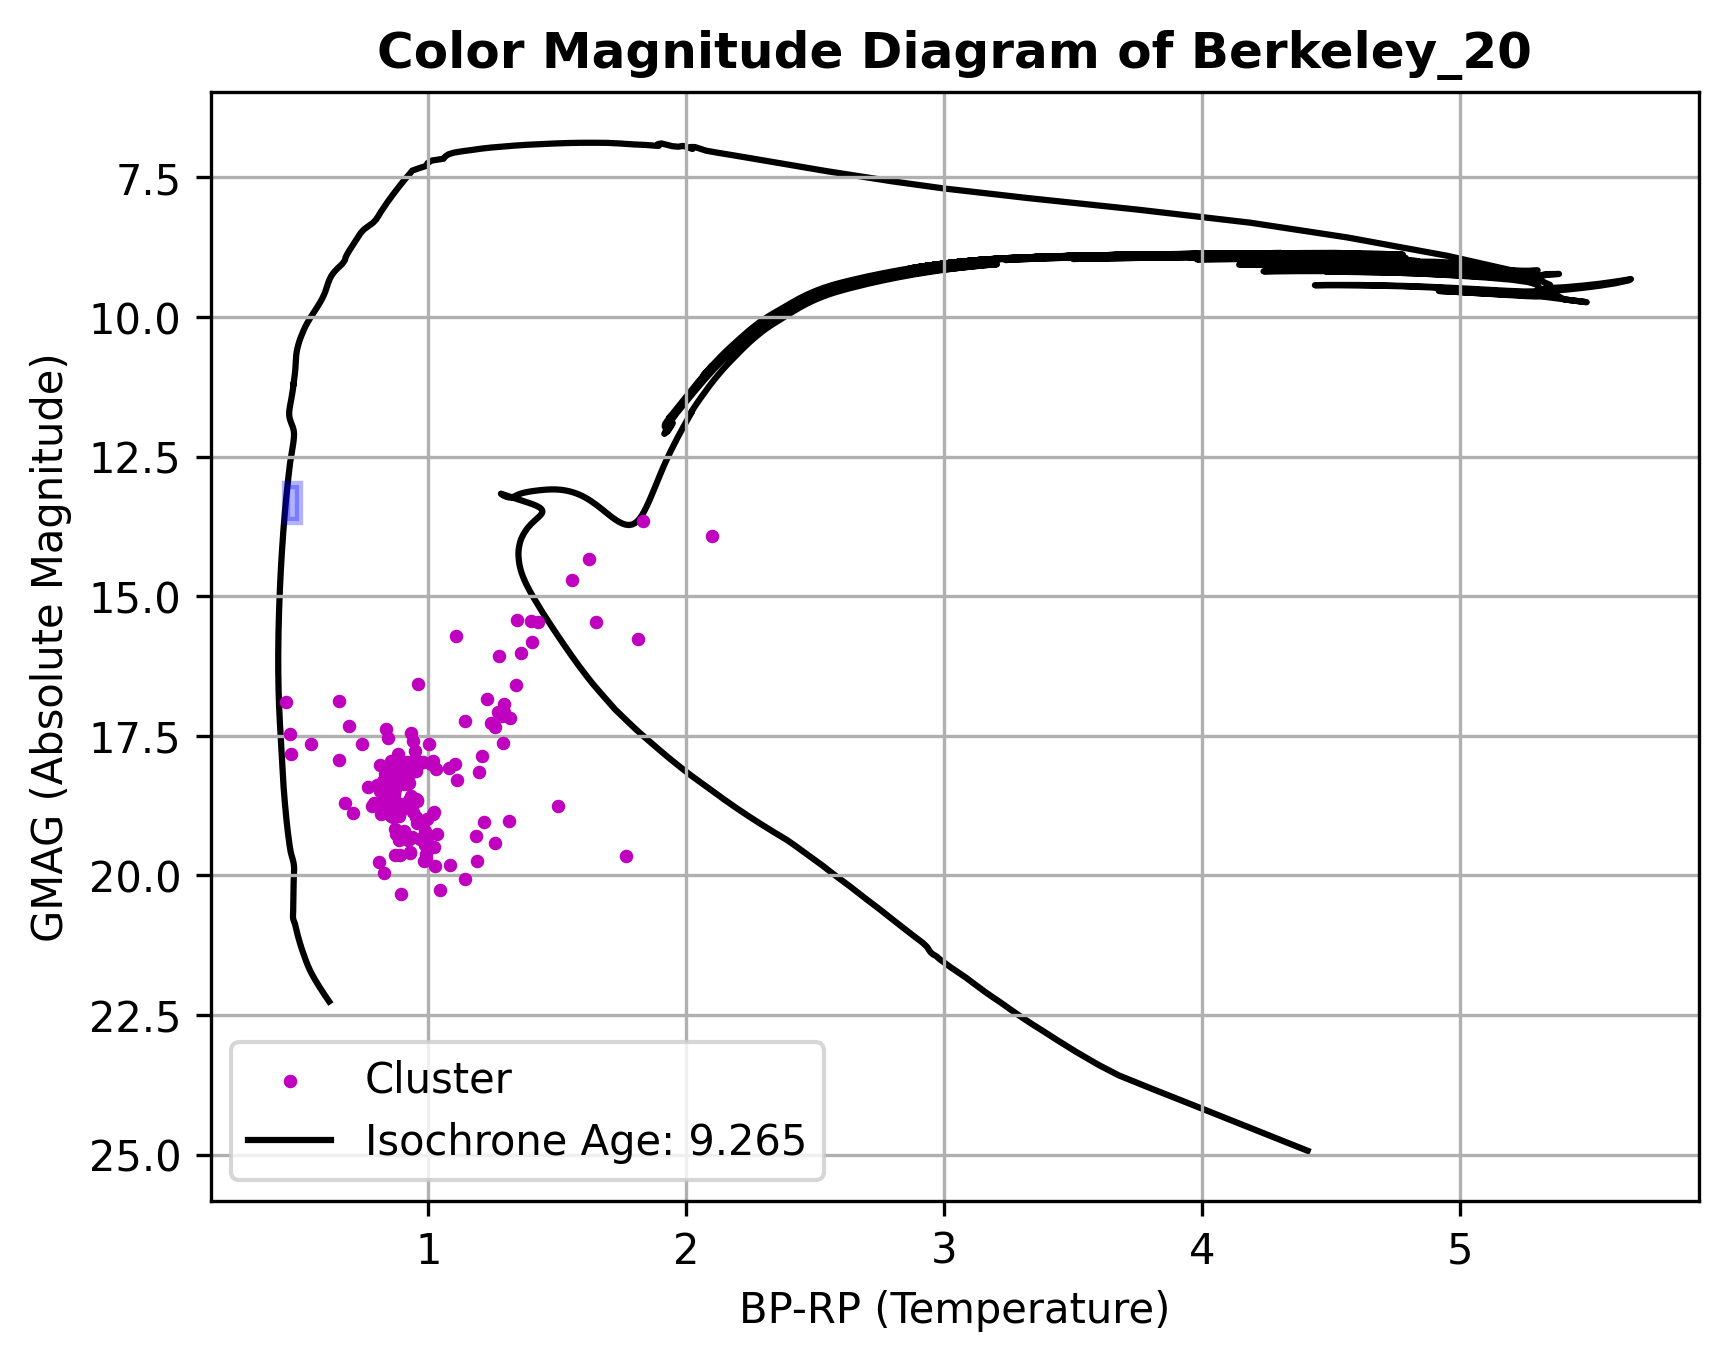 Color Magnitude Diagram of Berkeley_20
GMAG (Absolute Magnitude)
7.5
10.0
12.5
15.0
17.5
20.0
22.5
25.0
Cluster
Isochrone Age: 9.265
1 2 3 4 5
BP-RP (Temperature)